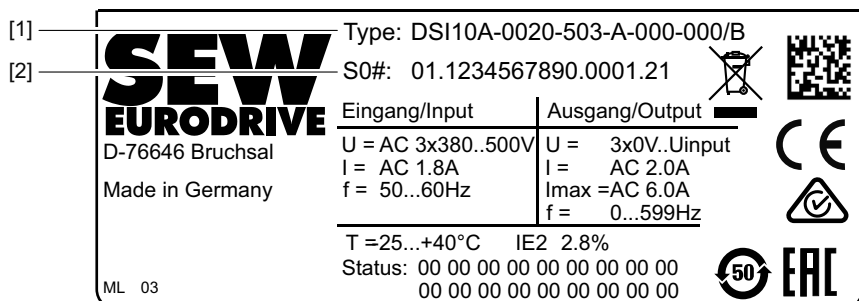 [1]
Type: DSI10A-0020-503-A-000-000/B
[2]
S0#: 01.1234567890.0001.21
SEW
EURODRIVE
D-76646 Bruchsal
Made in Germany
ML 03
Eingang/Input
U = AC 3x380..500V
I = AC 1.8A
f = 50...60Hz
Ausgang/Output
U = 3x0V..Uinput
I = AC 2.0A
Imax =AC 6.0A
f = 0...599Hz
T =-25...+40°C IE2 2.8%
Status: 00 00 00 00 00 00 00 00 00
00 00 00 00 00 00 00 00 00
CE
50
EAC